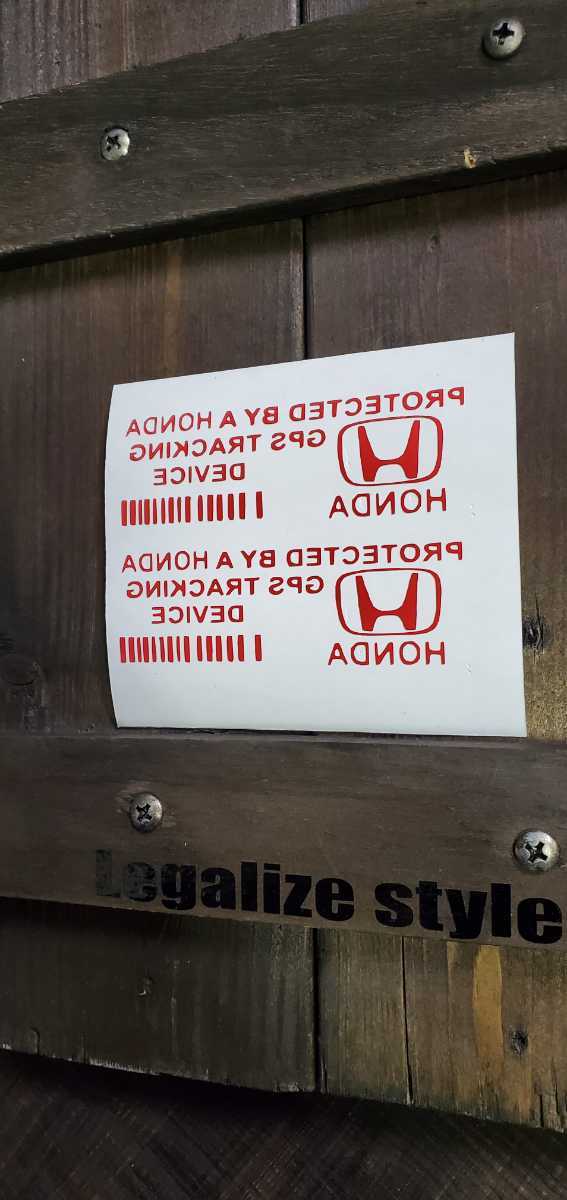 PROTECTED BY A HONDA
GPS TRACKING
DEVICE
HONDA
PROTECTED BY A HONDA
GPS TRACKING
DEVICE
HONDA
Legalize style